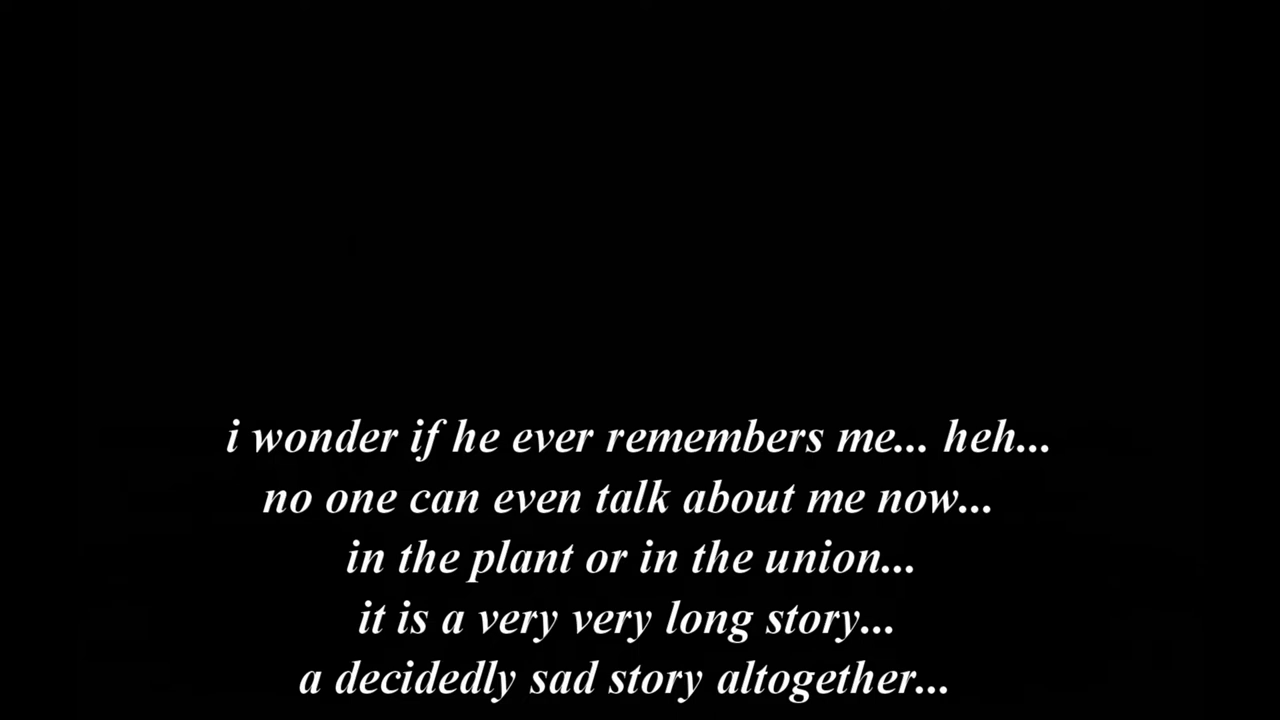 i wonder if he ever remembers me... heh...
no one can even talk about me now...
in the plant or in the union...
it is a very very long story...
a decidedly sad story altogether...